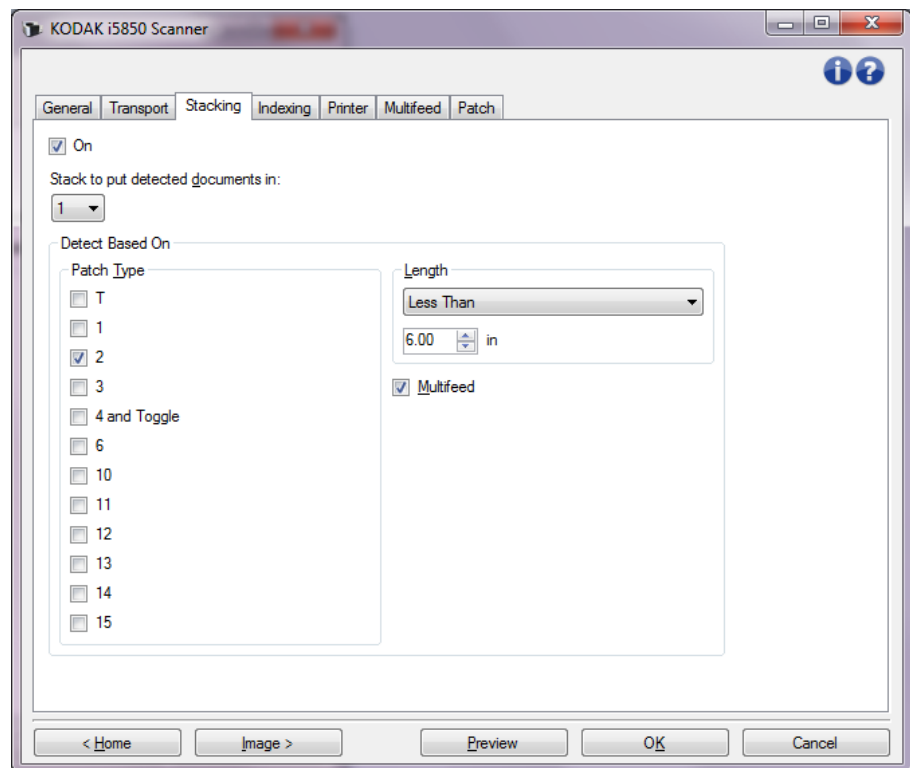 KODAK i5850 Scanner
General Transport Stacking Indexing Printer Multifeed Patch
On
Stack to put detected documents in:
1
Detect Based On
Patch Type
T
1
2
3
4 and Toggle
6
10
11
12
13
14
15
Length
Less Than
6.00 in
Multifeed
< Home Image > Preview OK Cancel